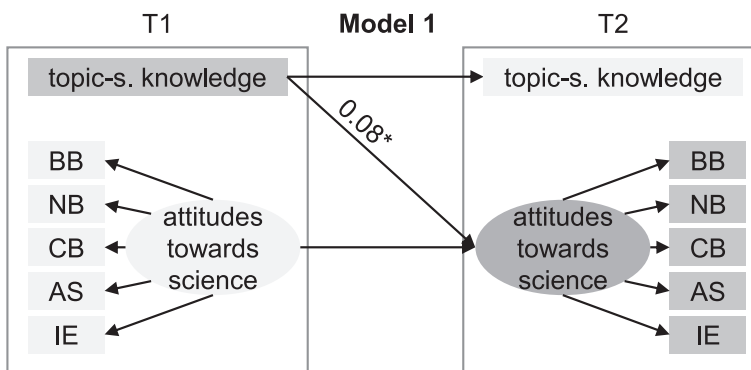 T1 Model 1 T2
topic-s. knowledge topic-s. knowledge
0.08*
BB BB
NB NB
attitudes attitudes
CB towards towards CB
science science
AS AS
IE IE